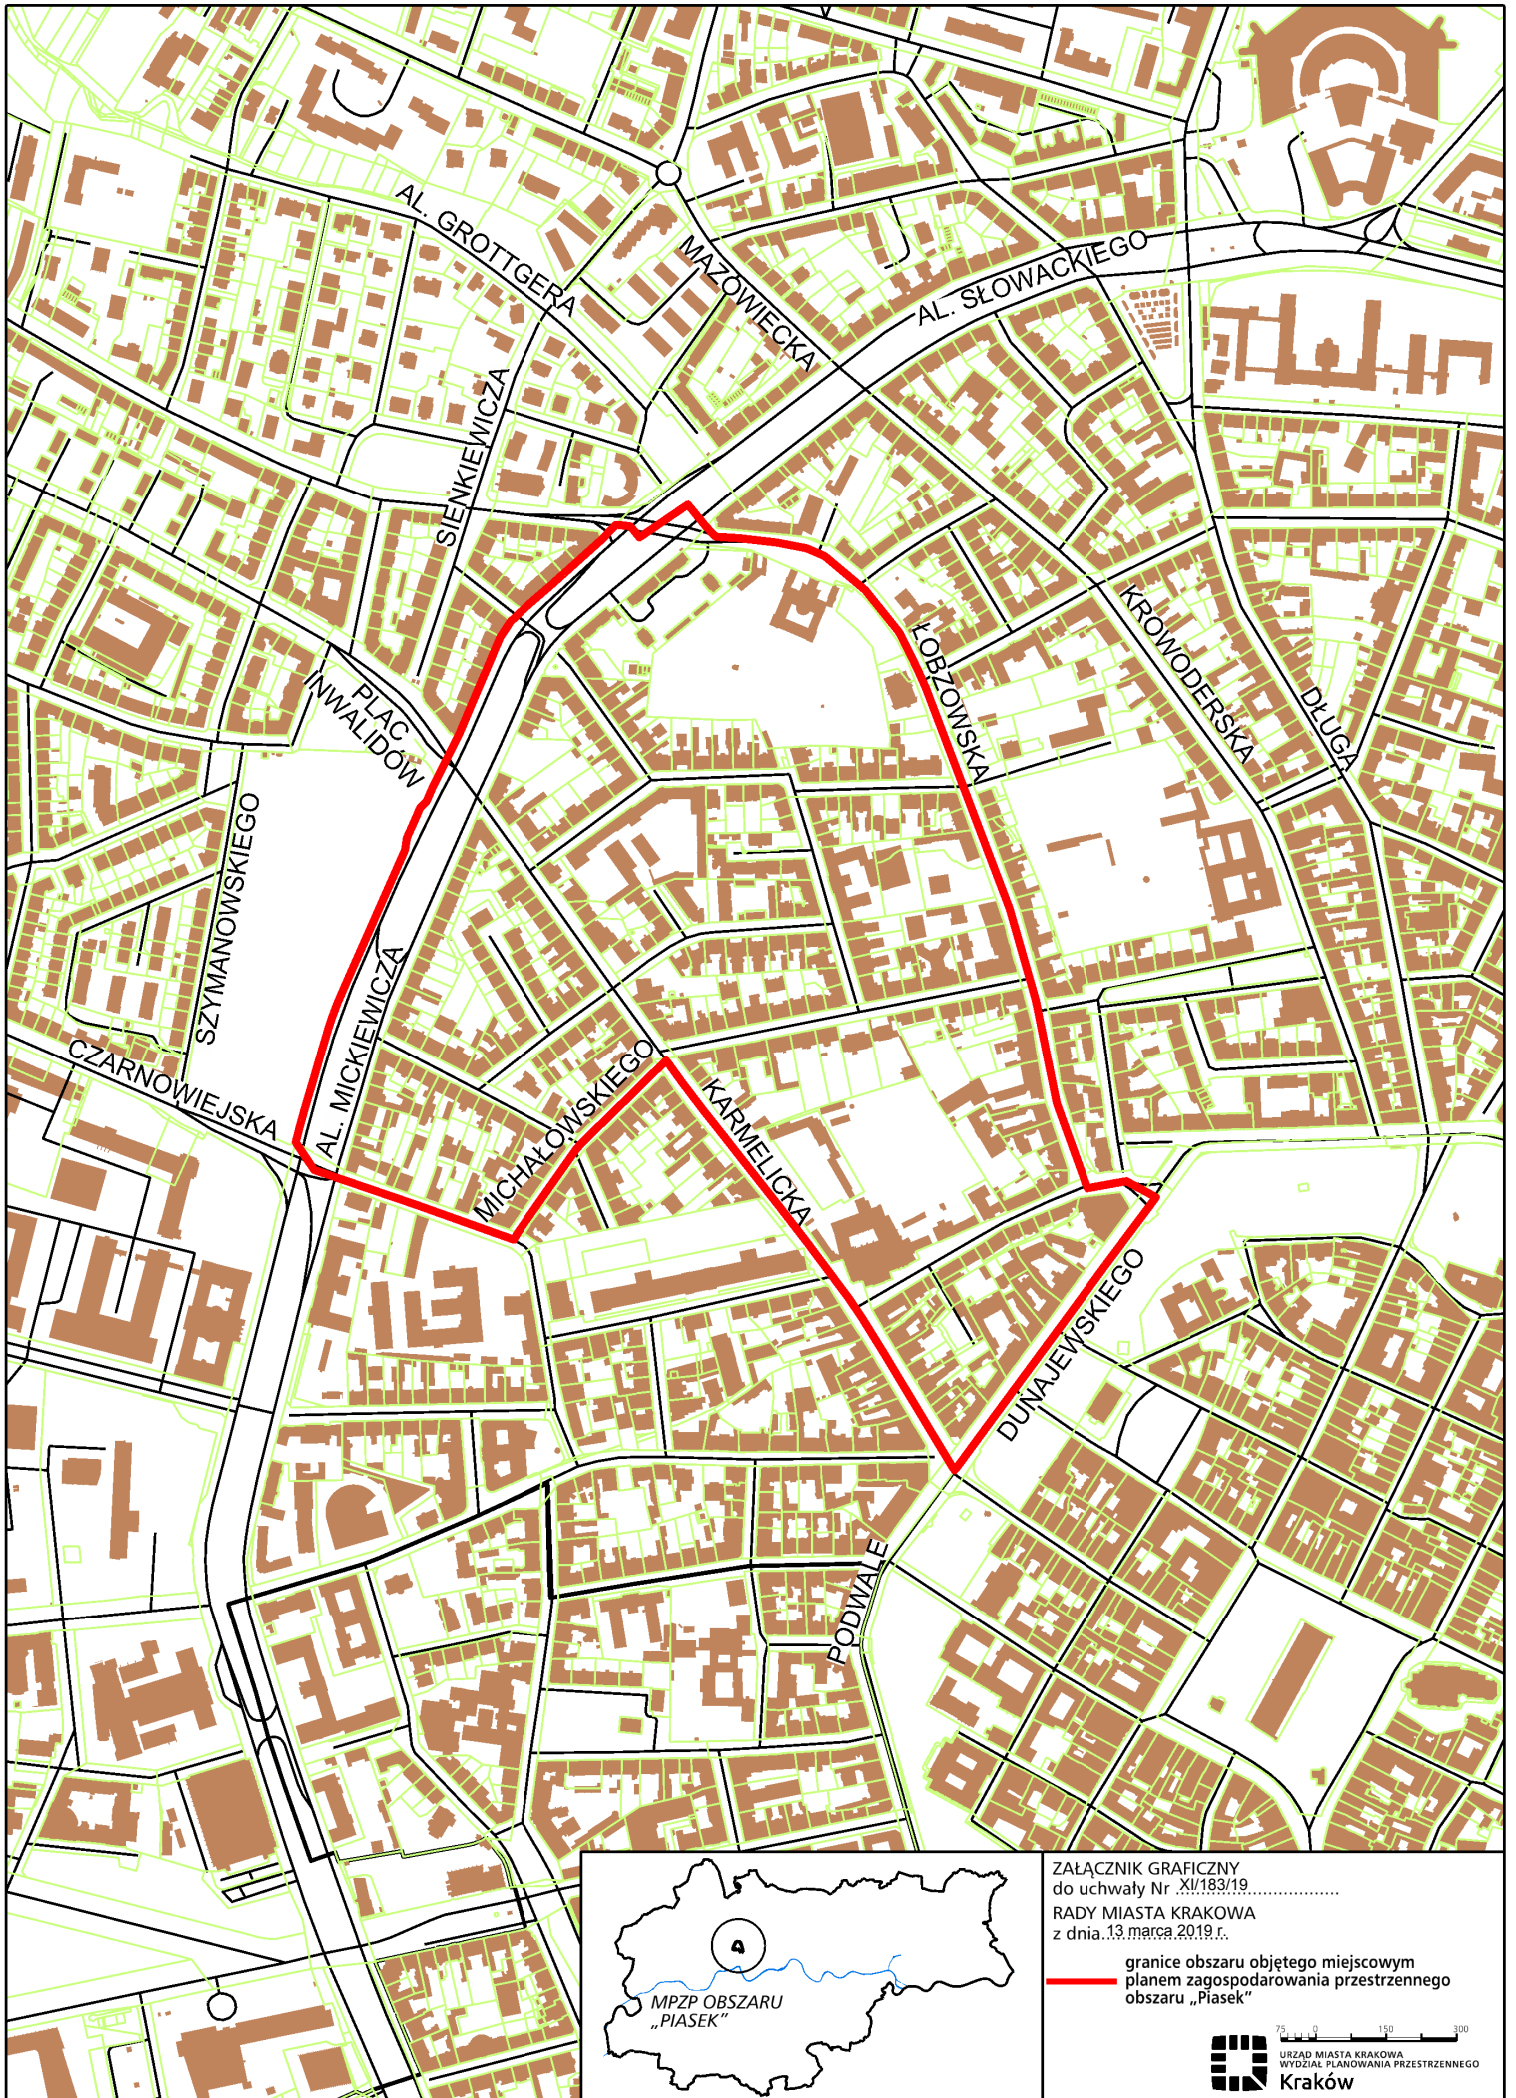 AL. GROTTGERA
MAZOWIECKA
AL. SŁOWACKIEGO
SIENKIEWICZA
PLAC
INWALIDÓW
ŁOBZOWSKA
KROWODERSKA
DŁUGA
SZYMANOWSKIEGO
AL. MICKIEWICZA
CZARNOWIEJSKA
MICHAŁOWSKIEGO
KARMELICKA
DUNAJEWSKIEGO
PODWALE
MPZP OBSZARU
„PIASEK”
ZAŁĄCZNIK GRAFICZNY
do uchwały Nr XI/183/19
RADY MIASTA KRAKOWA
z dnia 13 marca 2019 r.
granice obszaru objętego miejscowym
planem zagospodarowania przestrzennego
obszaru „Piasek”
75 0 150 300
URZĄD MIASTA KRAKOWA
WYDZIAŁ PLANOWANIA PRZESTRZENNEGO
Kraków